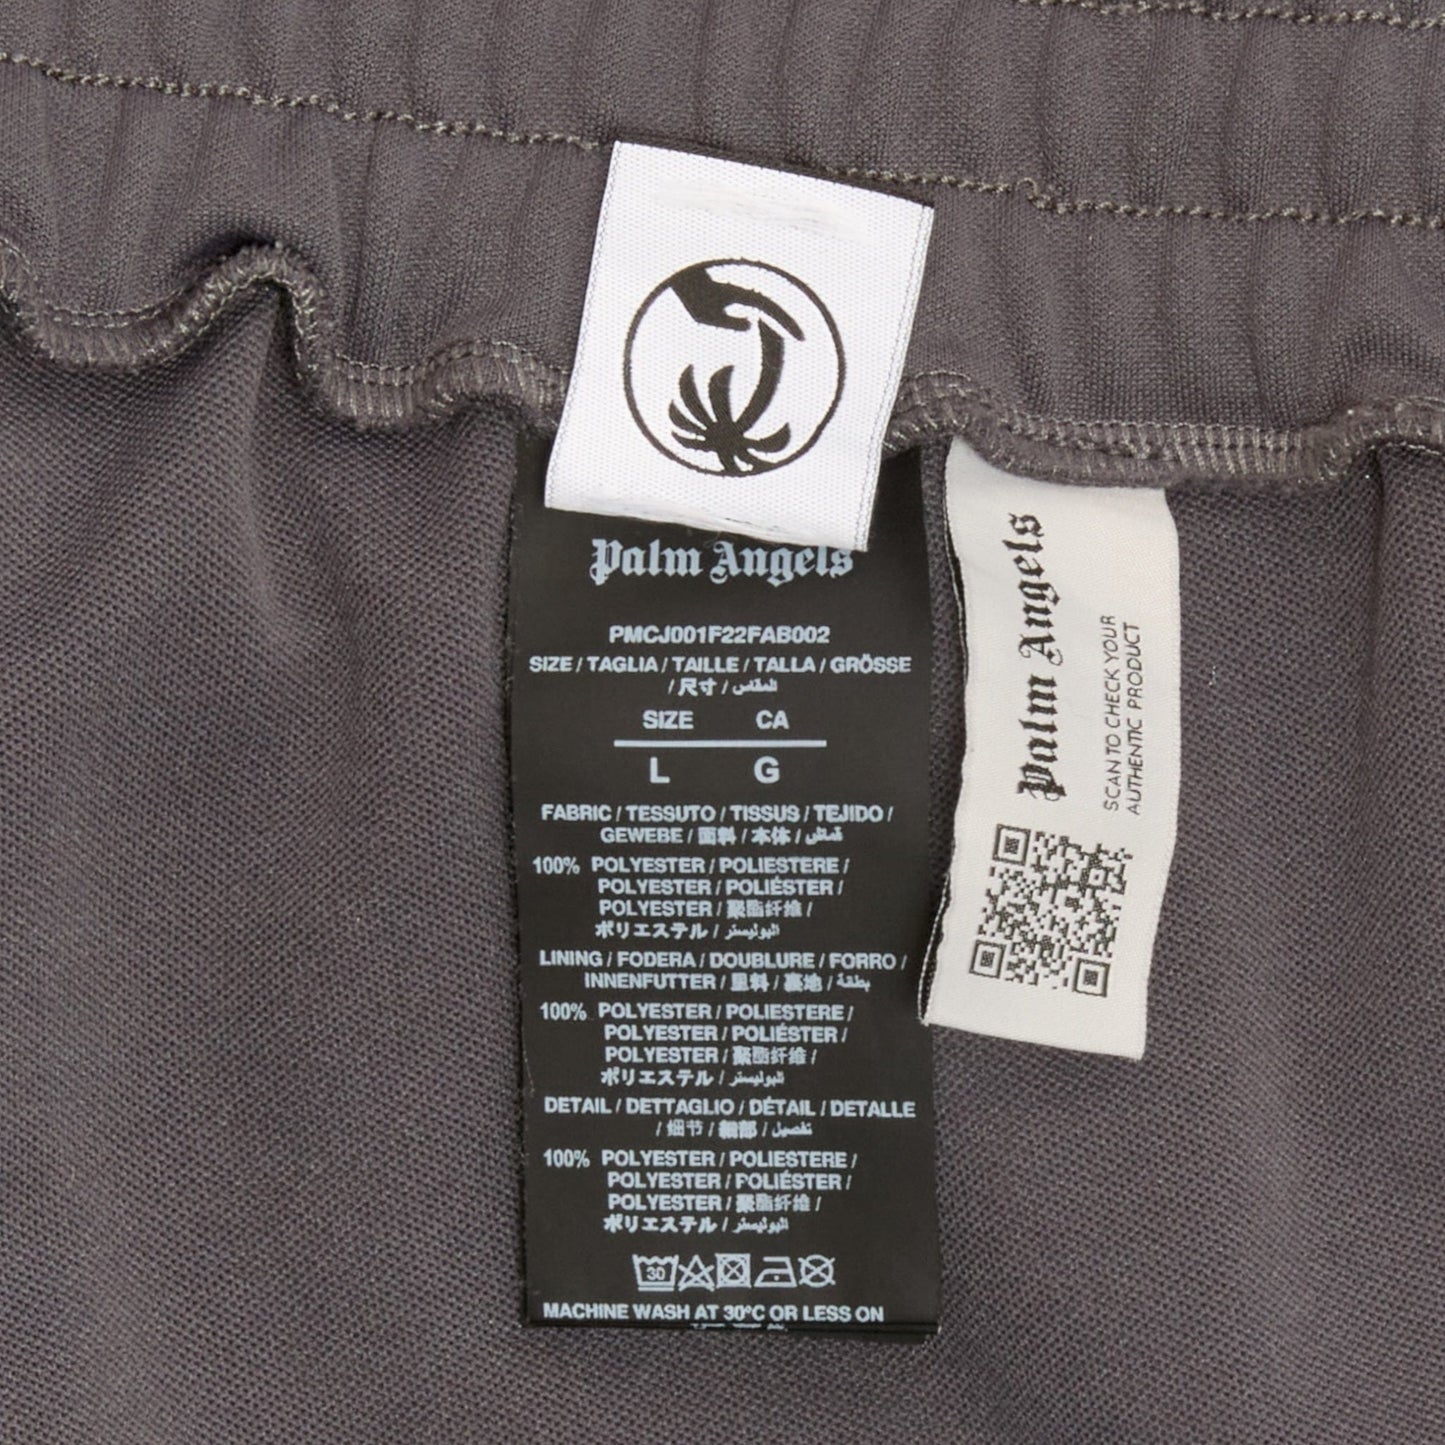 Palm Angels
PMCJ001F22FAB002
SIZE / TAGLIA / TAILLE / TALLA / GRÖSSE
/ 尺寸 / المقاس
SIZE CA
L G
FABRIC / TESSUTO / TISSUS / TEJIDO /
GEWEBE / 面料 / 本体 / قماش
100% POLYESTER / POLIESTERE /
POLYESTER / POLIÉSTER /
POLYESTER / 聚酯纤维 /
ポリエステル / البوليستر
LINING / FODERA / DOUBLURE / FORRO /
INNENFUTTER / 里料 / 裏地 / بطانة
100% POLYESTER / POLIESTERE /
POLYESTER / POLIÉSTER /
POLYESTER / 聚酯纤维 /
ポリエステル / البوليستر
DETAIL / DETTAGLIO / DÉTAIL / DETALLE
/ 细节 / 細部 / تفصيل
100% POLYESTER / POLIESTERE /
POLYESTER / POLIÉSTER /
POLYESTER / 聚酯纤维 /
ポリエステル / البوليستر
30
MACHINE WASH AT 30°C OR LESS ON
Palm Angels
SCAN TO CHECK YOUR
AUTHENTIC PRODUCT